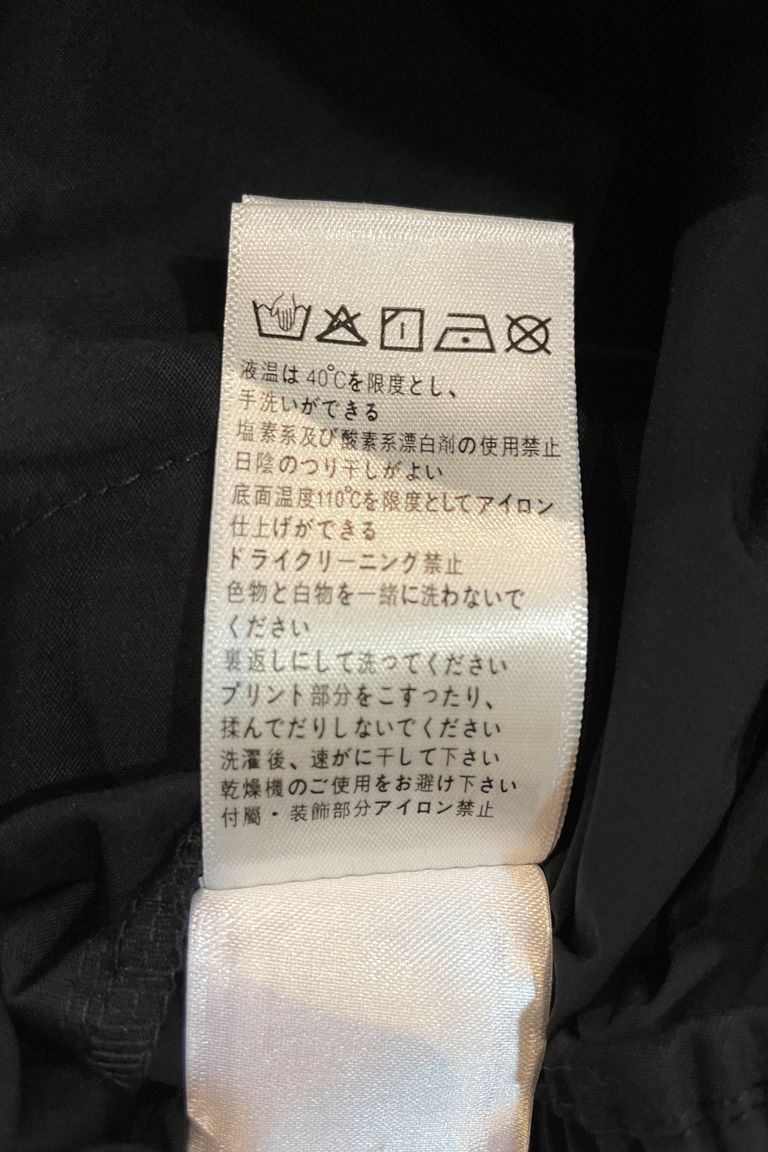 液温は40℃を限度とし、
手洗いができる
塩素系及び酸素系漂白剤の使用禁止
日陰のつり干しがよい
底面温度110℃を限度としてアイロン
仕上げができる
ドライクリーニング禁止
色物と白物を一緒に洗わないで
ください
裏返しにして洗つてください
プリント部分をこすったり、
揉んでだりしないでください
洗濯後、速がに干して下さい
乾燥機のご使用をお避け下さい
付屬・装飾部分アイロン禁止